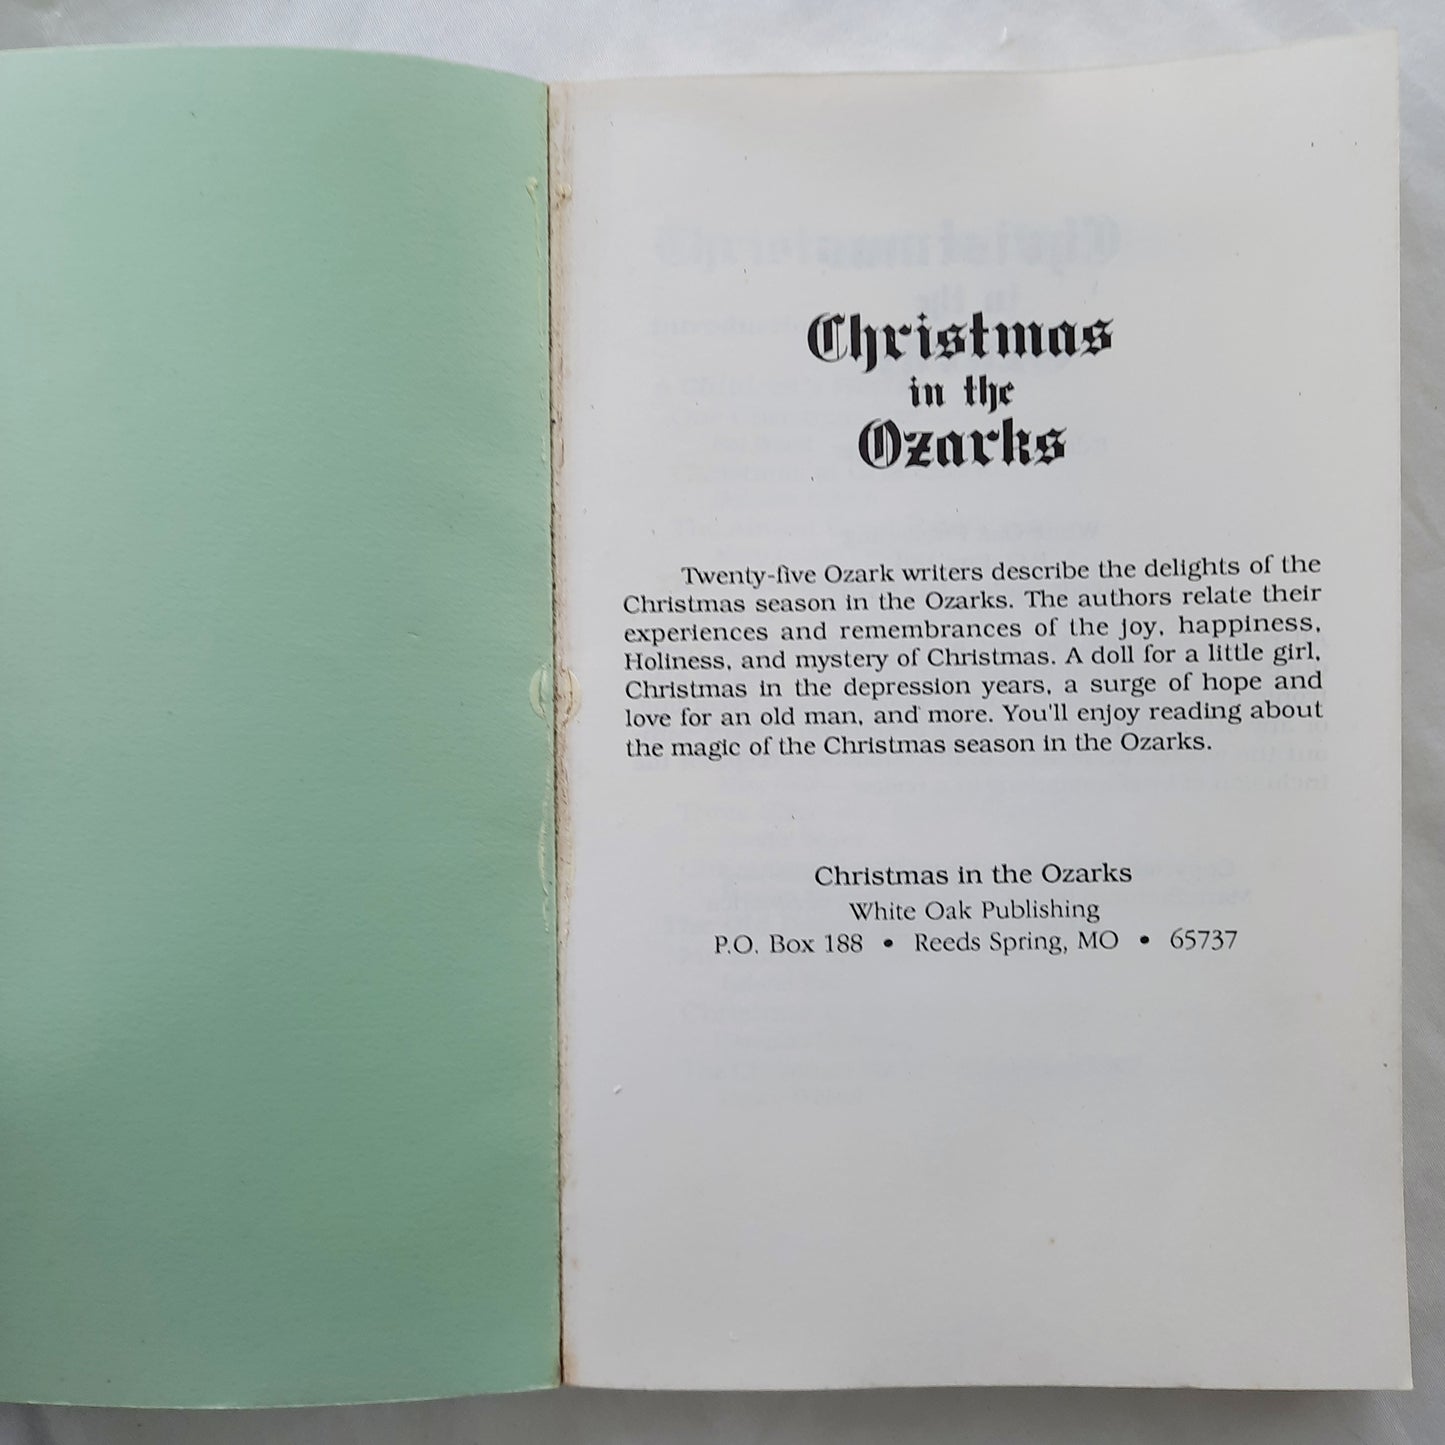 Christmas
in the
Ozarks
Twenty-five Ozark writers describe the delights of the
Christmas season in the Ozarks. The authors relate their
experiences and remembrances of the joy, happiness,
Holiness, and mystery of Christmas. A doll for a little girl,
Christmas in the depression years, a surge of hope and
love for an old man, and more. You'll enjoy reading about
the magic of the Christmas season in the Ozarks.
Christmas in the Ozarks
White Oak Publishing
P.O. Box 188 • Reeds Spring, MO • 65737